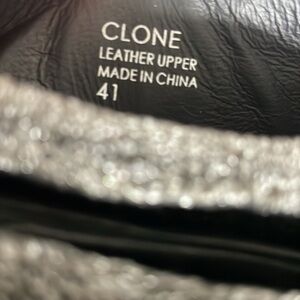 CLONE
LEATHER UPPER
MADE IN CHINA
41